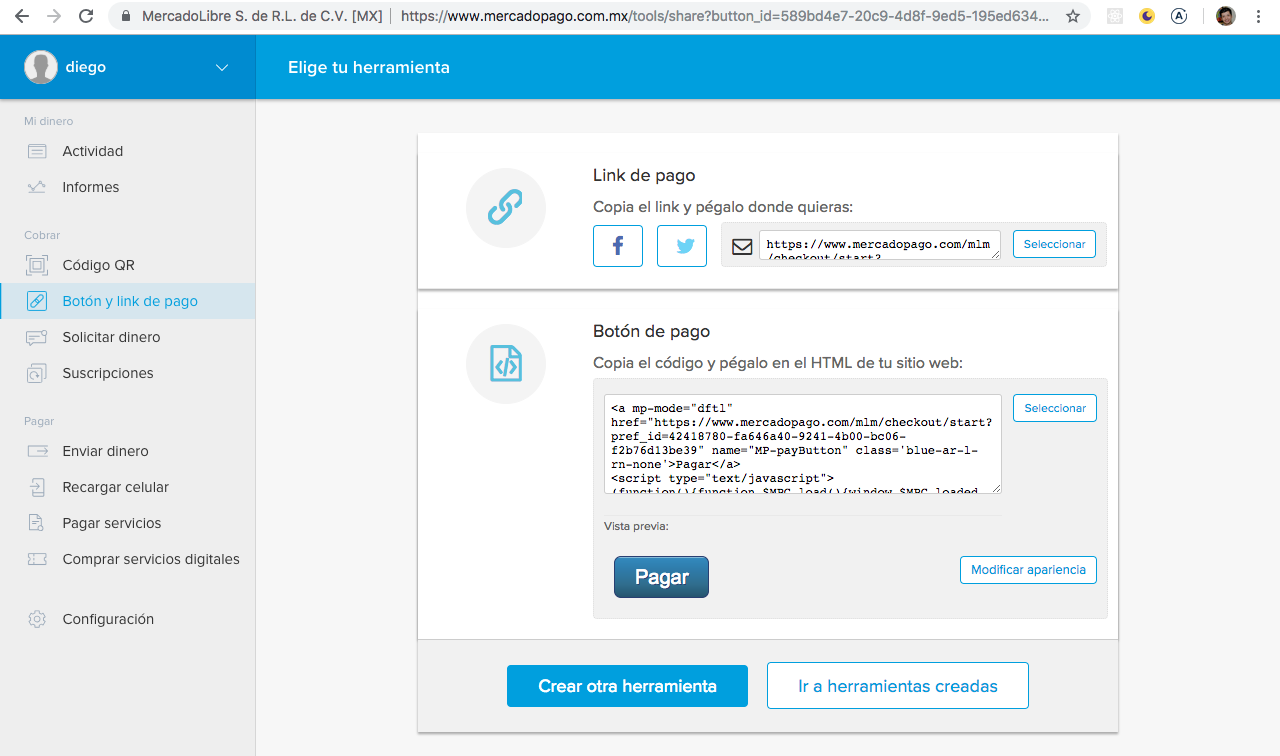 MercadoLibre S. de R.L. de C.V. [MX] | https://www.mercadopago.com.mx/tools/share?button_id=589bd4e7-20c9-4d8f-9ed5-195ed634...
diego
Elige tu herramienta
Mi dinero
Actividad
Informes
Cobrar
Código QR
Botón y link de pago
Solicitar dinero
Suscripciones
Pagar
Enviar dinero
Recargar celular
Pagar servicios
Comprar servicios digitales
Configuración
Link de pago
Copia el link y pégalo donde quieras:
https://www.mercadopago.com/mlm
/checkout/start?
Seleccionar
Botón de pago
Copia el código y pégalo en el HTML de tu sitio web:
<a mp-mode="dftl"
href="https://www.mercadopago.com/mlm/checkout/start?
pref_id=42418780-fa646a40-9241-4b00-bc06-
f2b76d13be39" name="MP-payButton" class='blue-ar-l-
rn-none'>Pagar</a>
<script type="text/javascript">
(function(){function $MPC_load(){window.$MPC_loaded
Seleccionar
Vista previa:
Pagar
Modificar apariencia
Crear otra herramienta
Ir a herramientas creadas